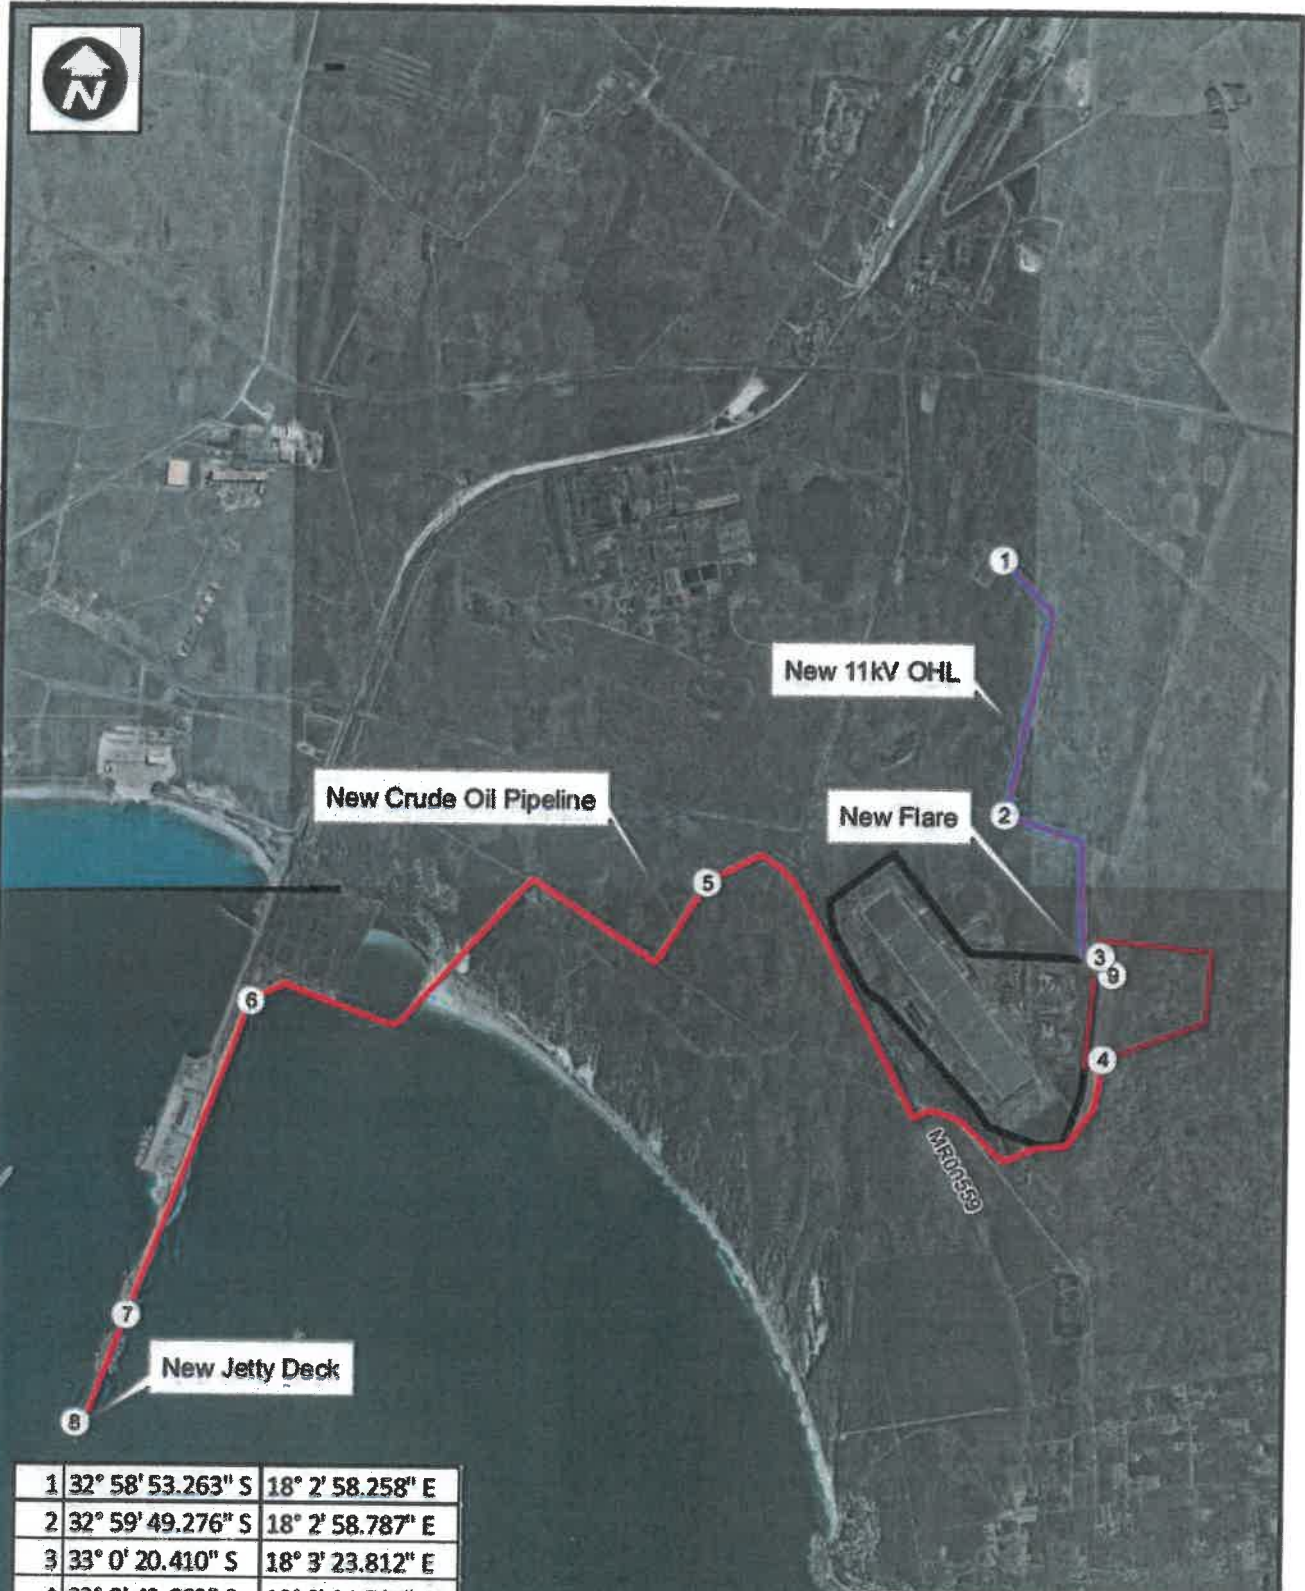 N
1
New 11kV OHL
New Crude Oil Pipeline
New Flare
2
5
3
9
6
4
MR00559
7
New Jetty Deck
8
1 32° 58' 53.263" S 18° 2' 58.258" E
2 32° 59' 49.276" S 18° 2' 58.787" E
3 33° 0' 20.410" S 18° 3' 23.812" E